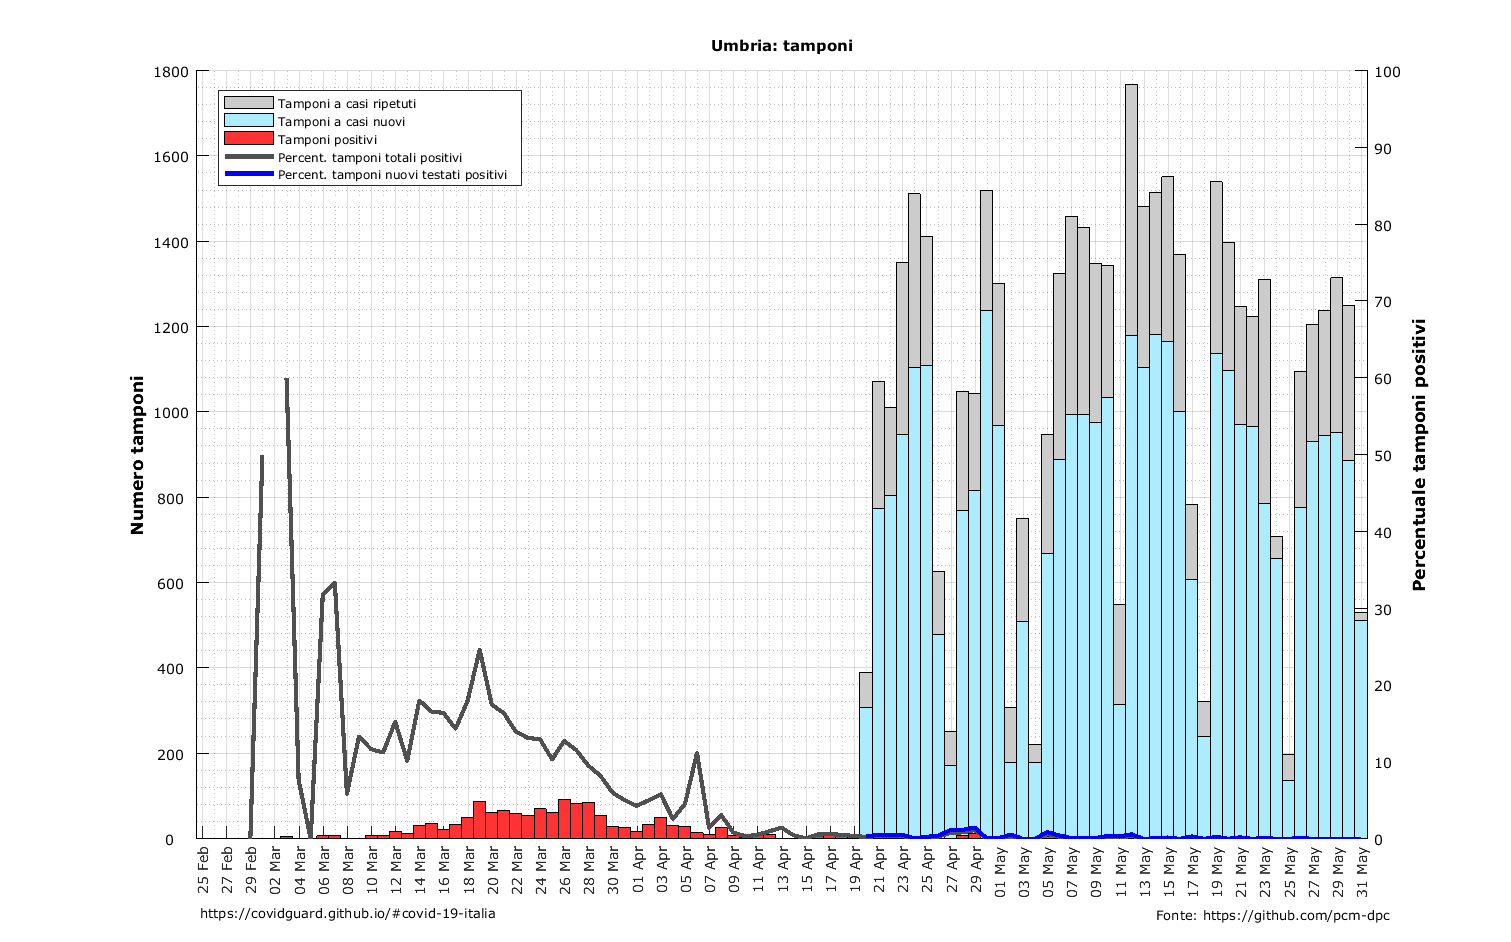 Umbria: tamponi
Tamponi a casi ripetuti
Tamponi a casi nuovi
Tamponi positivi
Percent. tamponi totali positivi
Percent. tamponi nuovi testati positivi
Numero tamponi
1800
1600
1400
1200
1000
800
600
400
200
0
100
90
80
70
60
50
40
30
20
10
0
Percentuale tamponi positivi
25 Feb
27 Feb
29 Feb
02 Mar
04 Mar
06 Mar
08 Mar
10 Mar
12 Mar
14 Mar
16 Mar
18 Mar
20 Mar
22 Mar
24 Mar
26 Mar
28 Mar
30 Mar
01 Apr
03 Apr
05 Apr
07 Apr
09 Apr
11 Apr
13 Apr
15 Apr
17 Apr
19 Apr
21 Apr
23 Apr
25 Apr
27 Apr
29 Apr
01 May
03 May
05 May
07 May
09 May
11 May
13 May
15 May
17 May
19 May
21 May
23 May
25 May
27 May
29 May
31 May
https://covidguard.github.io/#covid-19-italia
Fonte: https://github.com/pcm-dpc